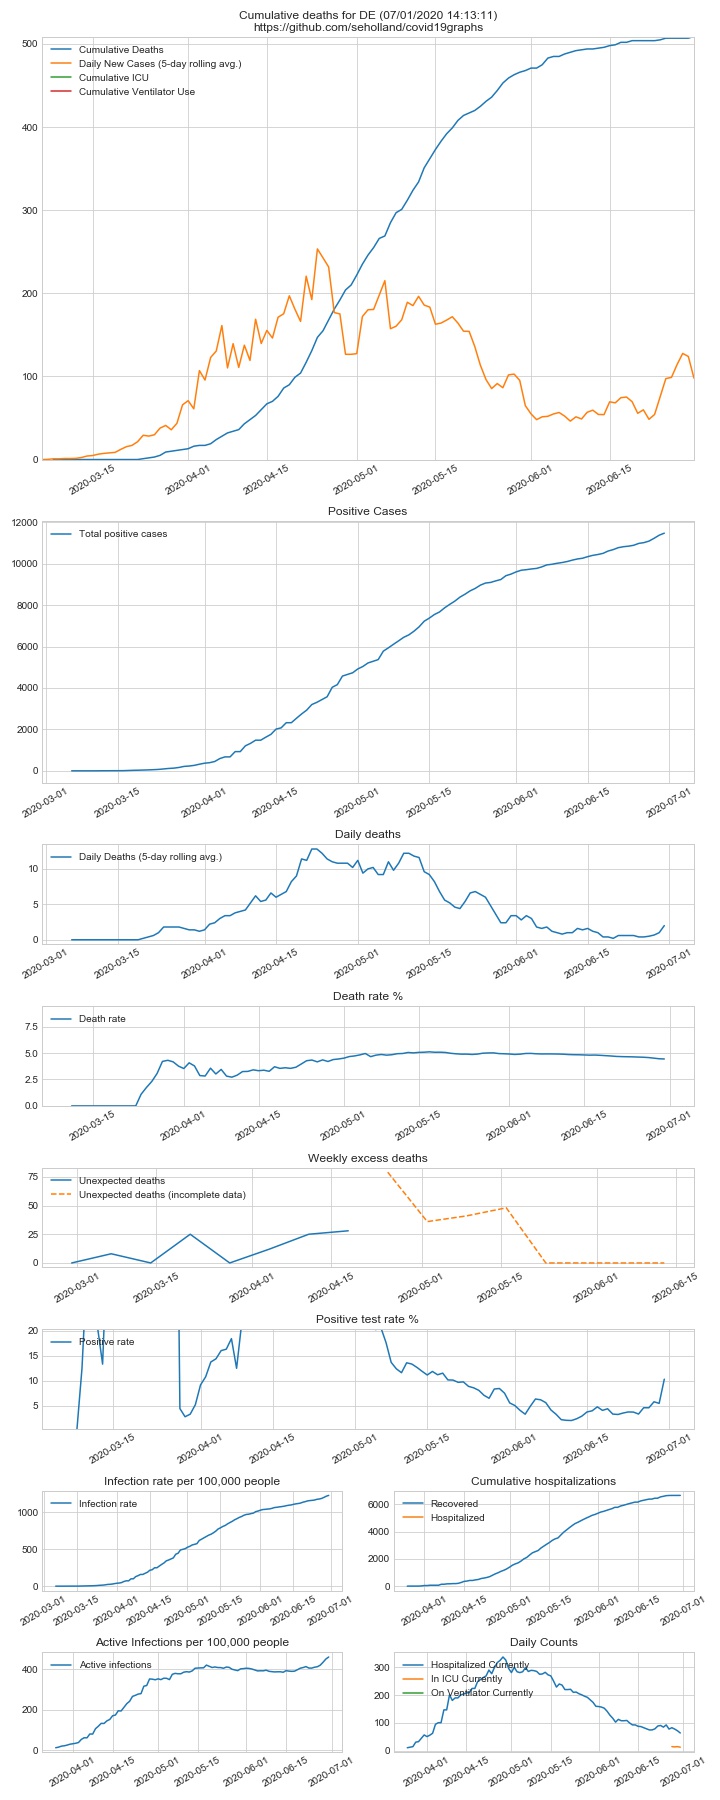 Cumulative deaths for DE (07/01/2020 14:13:11)
https://github.com/seholland/covid19graphs
Cumulative Deaths
Daily New Cases (5-day rolling avg.)
Cumulative ICU
Cumulative Ventilator Use
500
400
300
200
100
0
2020-03-15 2020-04-01 2020-04-15 2020-05-01 2020-05-15 2020-06-01 2020-06-15
Positive Cases
Total positive cases
12000
10000
8000
6000
4000
2000
0
2020-03-01 2020-03-15 2020-04-01 2020-04-15 2020-05-01 2020-05-15 2020-06-01 2020-06-15 2020-07-01
Daily deaths
Daily Deaths (5-day rolling avg.)
10
5
0
2020-03-01 2020-03-15 2020-04-01 2020-04-15 2020-05-01 2020-05-15 2020-06-01 2020-06-15 2020-07-01
Death rate %
Death rate
7.5
5.0
2.5
0.0
2020-03-15 2020-04-01 2020-04-15 2020-05-01 2020-05-15 2020-06-01 2020-06-15 2020-07-01
Weekly excess deaths
Unexpected deaths
Unexpected deaths (incomplete data)
75
50
25
0
2020-03-01 2020-03-15 2020-04-01 2020-04-15 2020-05-01 2020-05-15 2020-06-01 2020-06-15
Positive test rate %
Positive rate
20
15
10
5
2020-03-15 2020-04-01 2020-04-15 2020-05-01 2020-05-15 2020-06-01 2020-06-15 2020-07-01
Infection rate per 100,000 people
Infection rate
1000
500
0
2020-03-01 2020-03-15 2020-04-01 2020-04-15 2020-05-01 2020-05-15 2020-06-01 2020-06-15 2020-07-01
Cumulative hospitalizations
Recovered
Hospitalized
6000
4000
2000
0
2020-04-01 2020-04-15 2020-05-01 2020-05-15 2020-06-01 2020-06-15 2020-07-01
Active Infections per 100,000 people
Active infections
400
200
0
2020-04-01 2020-04-15 2020-05-01 2020-05-15 2020-06-01 2020-06-15 2020-07-01
Daily Counts
Hospitalized Currently
In ICU Currently
On Ventilator Currently
300
200
100
0
2020-04-01 2020-04-15 2020-05-01 2020-05-15 2020-06-01 2020-06-15 2020-07-01